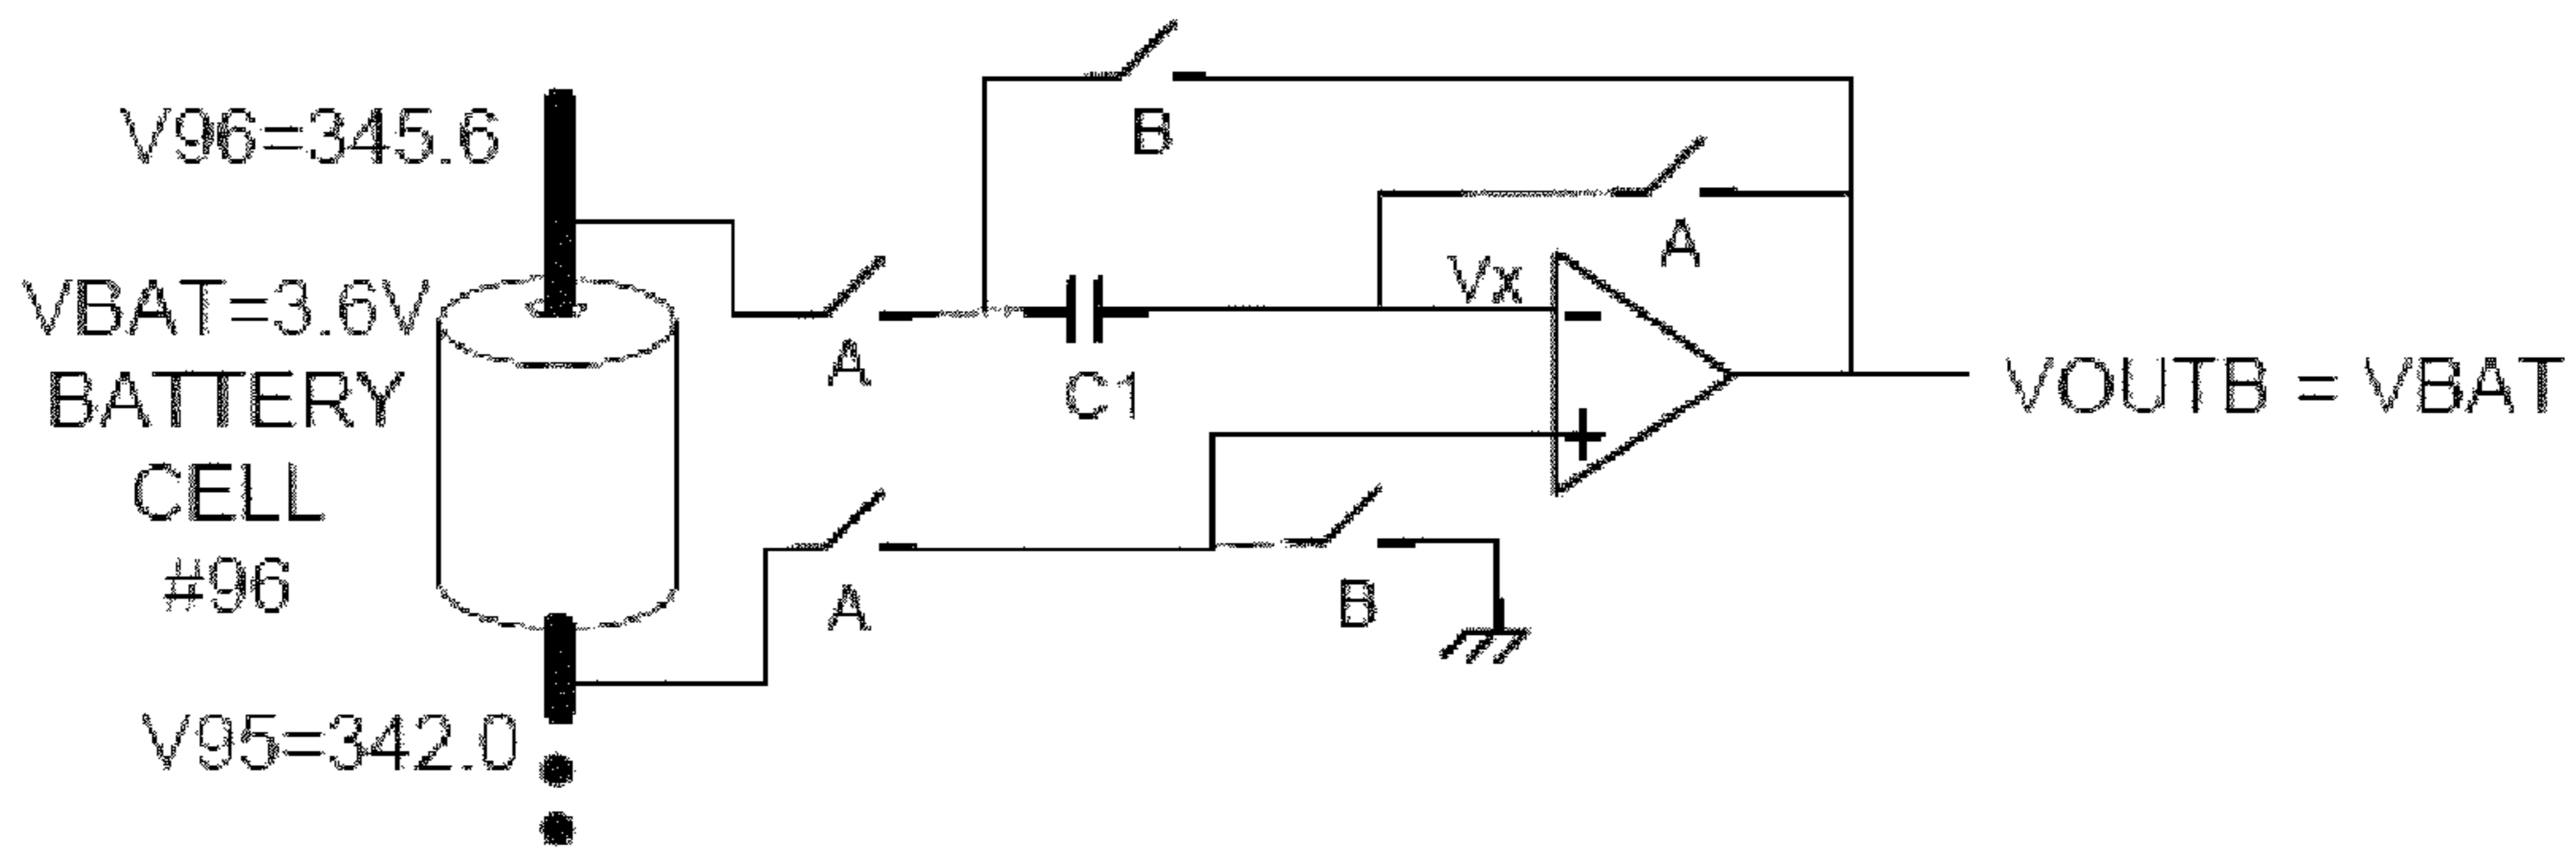 B
V96=345.6
A
Vx
VBAT=3.6V
BATTERY
CELL
#96
A
C1
-
VOUTB = VBAT
+
A
B
V95=342.0